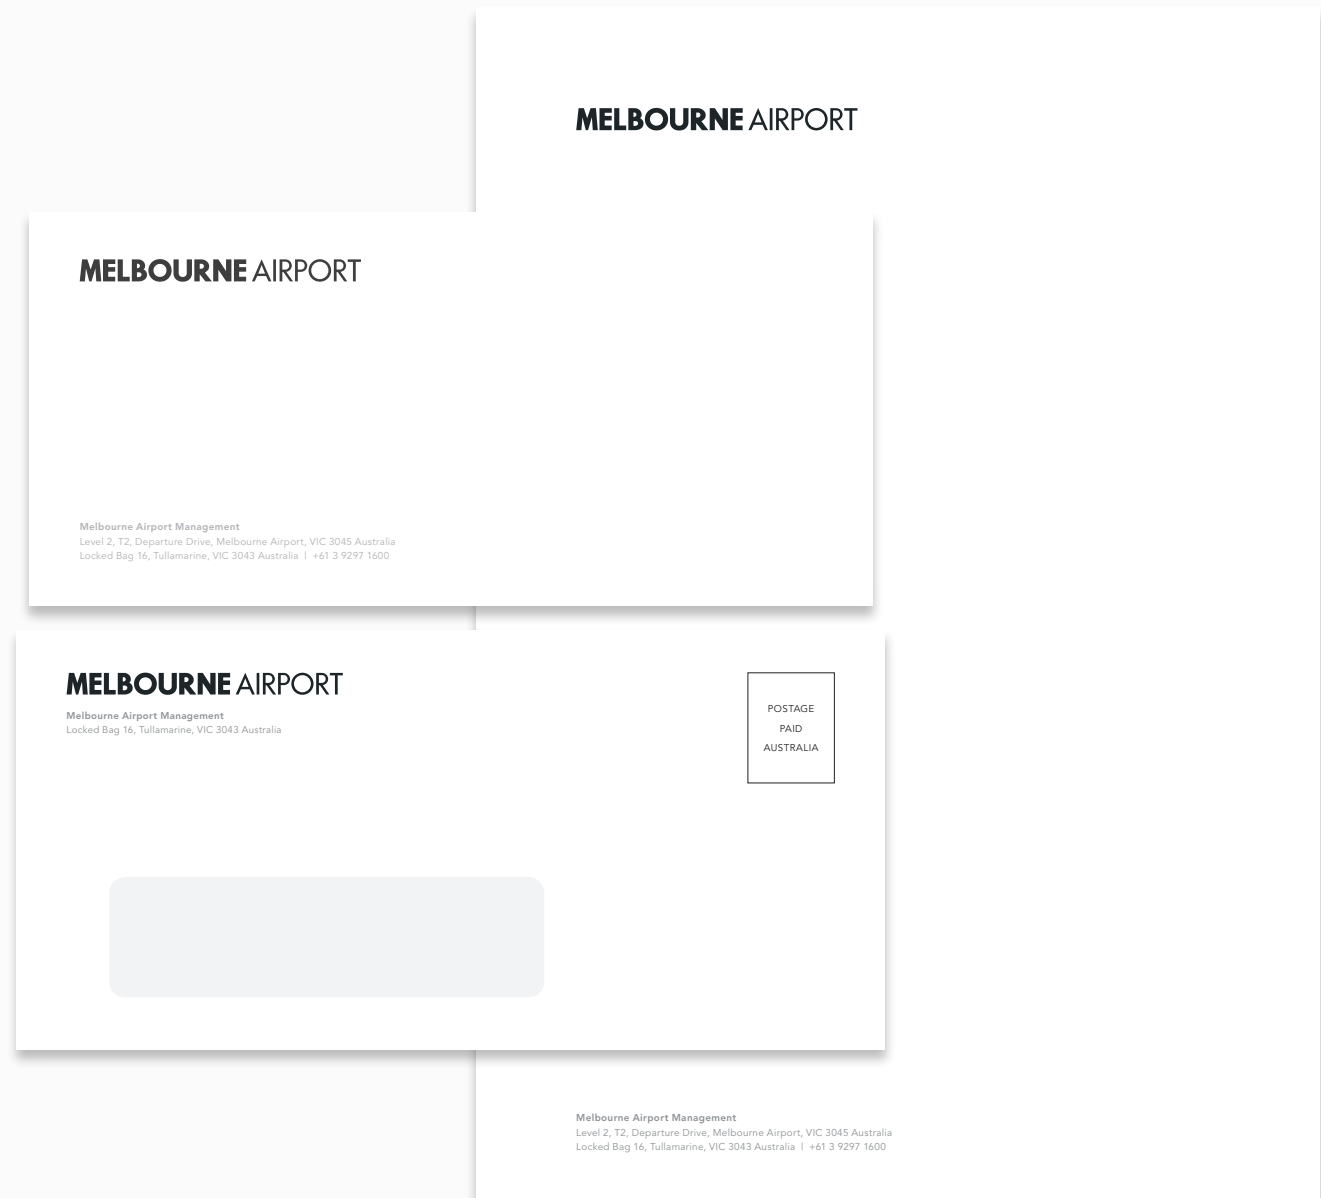 MELBOURNE AIRPORT
MELBOURNE AIRPORT
Melbourne Airport Management
Level 2, T2, Departure Drive, Melbourne Airport, VIC 3045 Australia
Locked Bag 16, Tullamarine, VIC 3043 Australia | +61 3 9297 1600
MELBOURNE AIRPORT
Melbourne Airport Management
Locked Bag 16, Tullamarine, VIC 3043 Australia
POSTAGE
PAID
AUSTRALIA
Melbourne Airport Management
Level 2, T2, Departure Drive, Melbourne Airport, VIC 3045 Australia
Locked Bag 16, Tullamarine, VIC 3043 Australia | +61 3 9297 1600